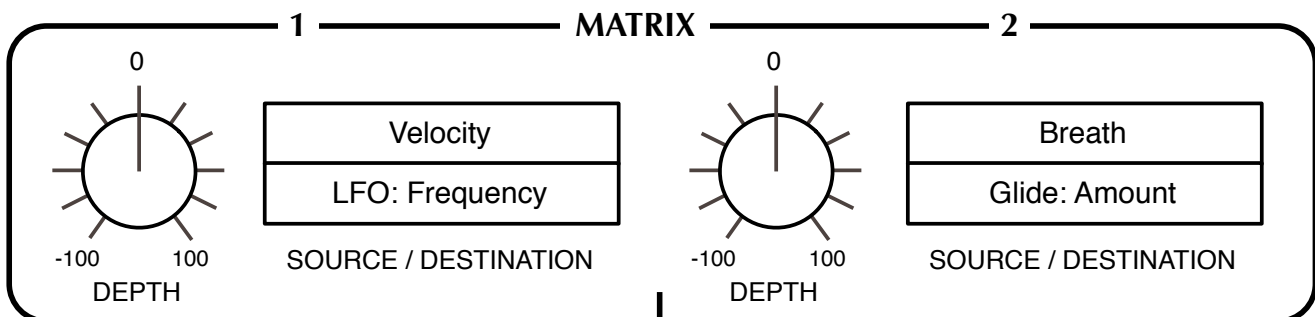 1 MATRIX 2
0 0
Velocity Breath
LFO: Frequency Glide: Amount
-100 100 SOURCE / DESTINATION -100 100 SOURCE / DESTINATION
DEPTH DEPTH